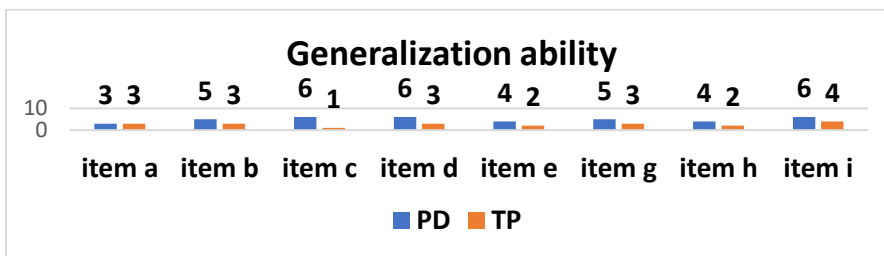 Generalization ability
3 3 5 3 6 1 6 3 4 2 5 3 4 2 6 4
10
0
item a item b item c item d item e item g item h item i
PD TP